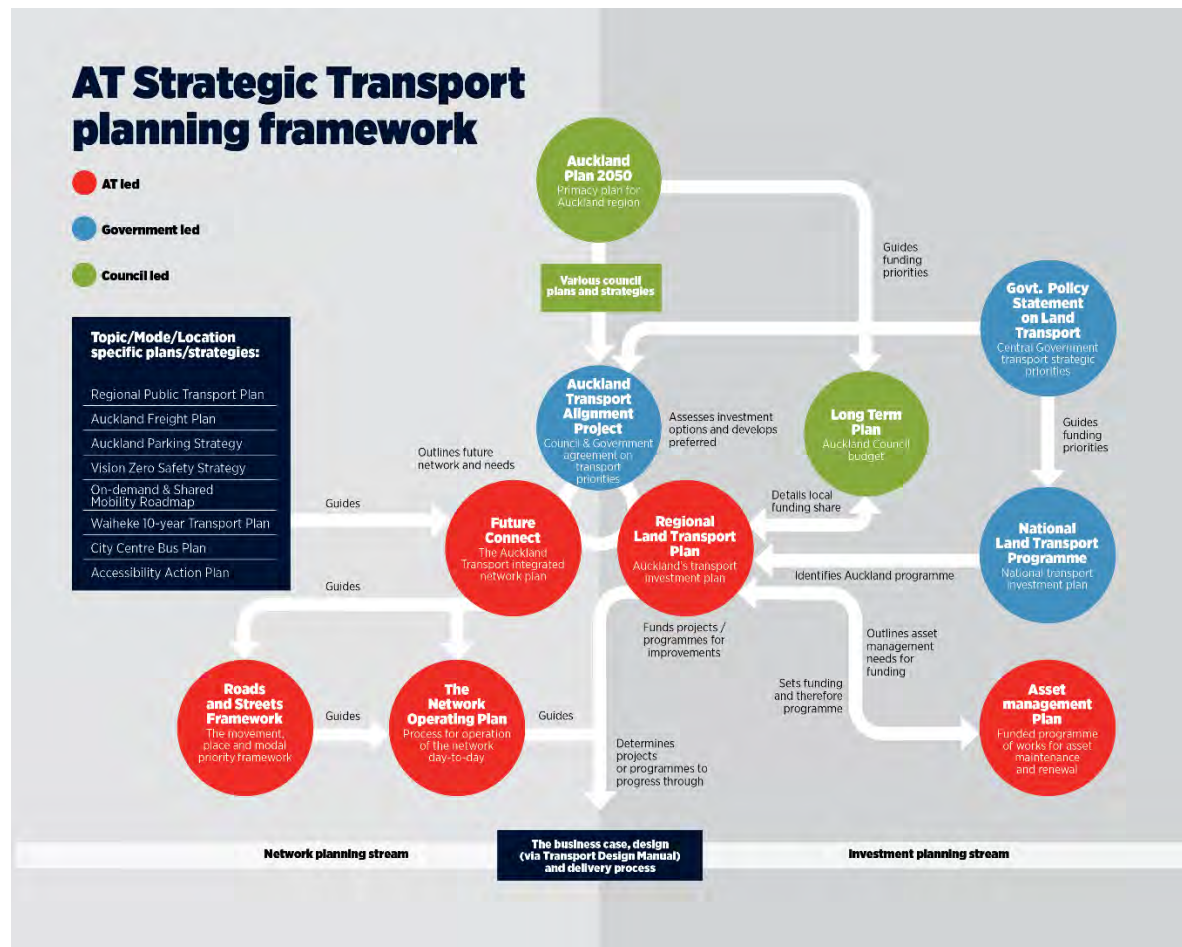 AT Strategic Transport
planning framework
AT led
Government led
Council led
Topic/Mode/Location
specific plans/strategies:
Regional Public Transport Plan
Auckland Freight Plan
Auckland Parking Strategy
Vision Zero Safety Strategy
On-demand & Shared
Mobility Roadmap
Waiheke 10-year Transport Plan
City Centre Bus Plan
Accessibility Action Plan
Auckland
Plan 2050
Primacy plan for
Auckland region
Various council
plans and strategies
Guides
funding
priorities
Govt. Policy
Statement
on Land
Transport
Central Government
transport strategic
priorities
Auckland
Transport
Alignment
Project
Council & Government
agreement on
transport
priorities
Assesses investment
options and develops
preferred
Long Term
Plan
Auckland Council
budget
Guides
funding
priorities
Outlines future
network and needs
Guides
Future
Connect
The Auckland
Transport integrated
network plan
Regional
Land Transport
Plan
Auckland's transport
investment plan
Details local
funding share
National
Land Transport
Programme
National transport
investment plan
Identifies Auckland programme
Guides
Funds projects /
programmes for
improvements
Outlines asset
management
needs for
funding
Sets funding
and therefore
programme
Roads
and Streets
Framework
The movement,
place and modal
priority framework
Guides
The
Network
Operating Plan
Process for operation
of the network
day-to-day
Guides
Determines
projects
or programmes to
progress through
Asset
management
Plan
Funded programme
of works for asset
maintenance
and renewal
Network planning stream
The business case, design
(via Transport Design Manual)
and delivery process
Investment planning stream